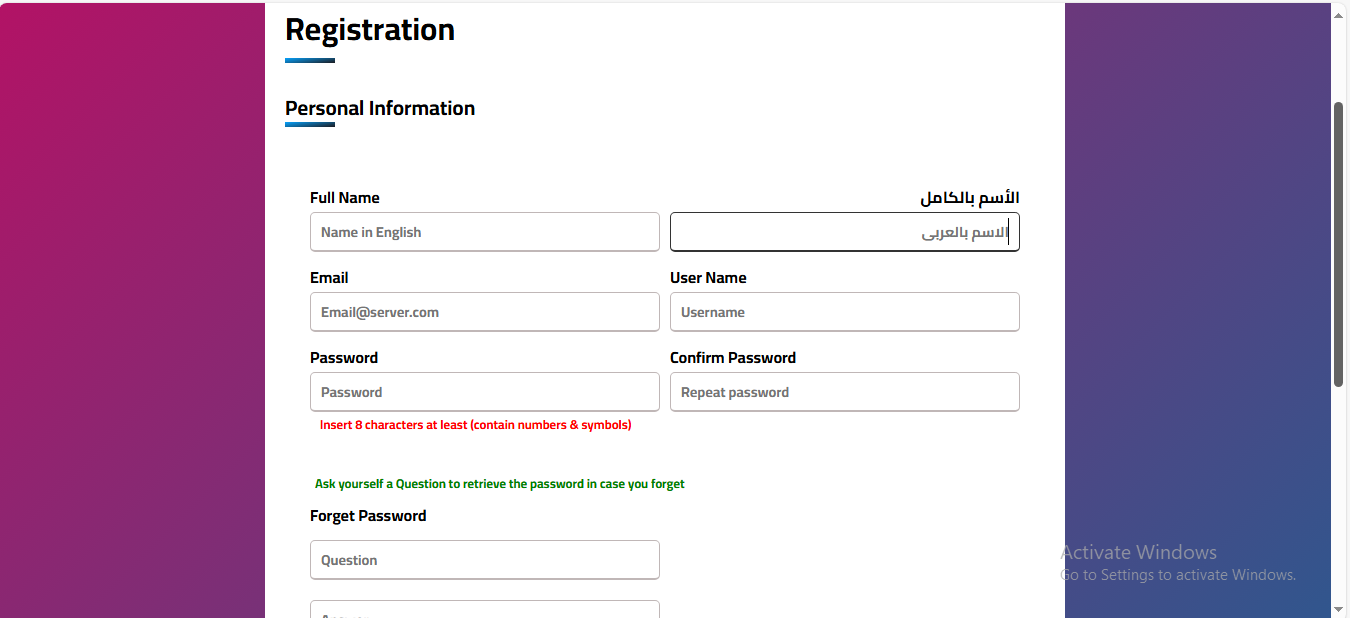 Registration
Personal Information
Full Name
الأسم بالكامل
Name in English
الاسم بالعربى
Email
User Name
Email@server.com
Username
Password
Confirm Password
Password
Repeat password
Insert 8 characters at least (contain numbers & symbols)
Ask yourself a Question to retrieve the password in case you forget
Forget Password
Question
Activate Windows
Go to Settings to activate Windows.